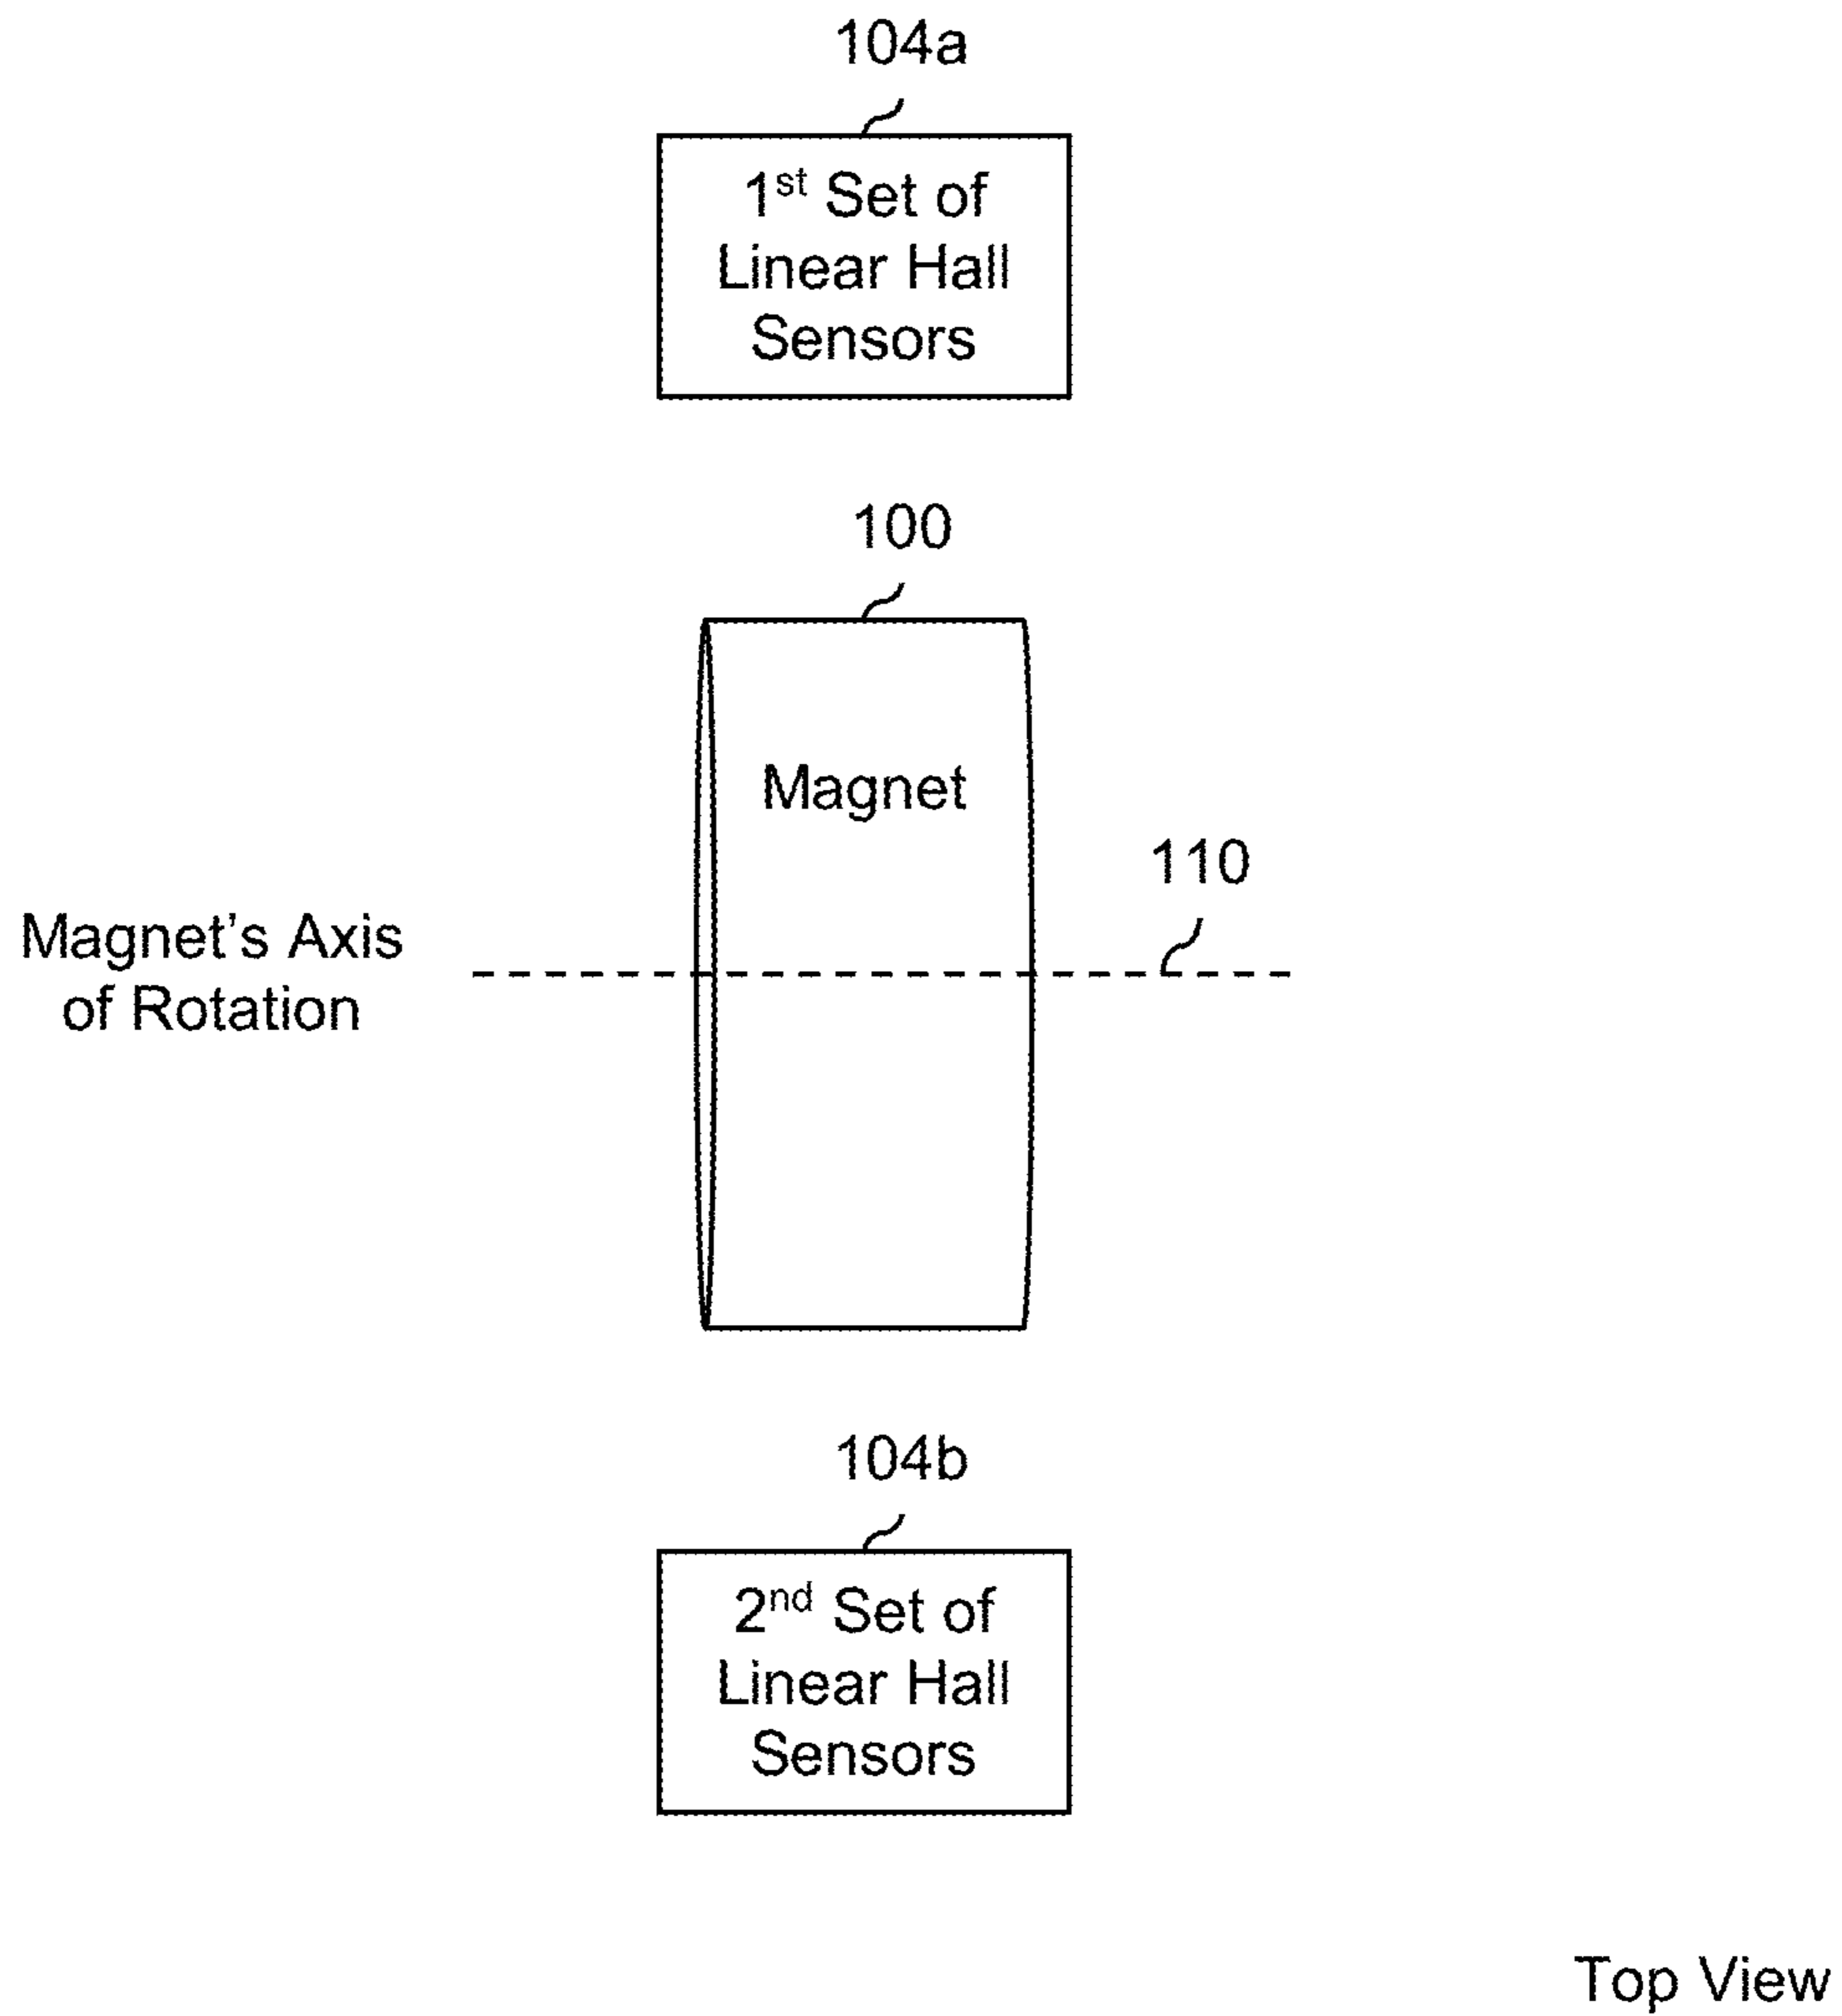 104a
1st Set of
Linear Hall
Sensors
100
Magnet
110
Magnet's Axis
of Rotation
104b
2nd Set of
Linear Hall
Sensors
Top View